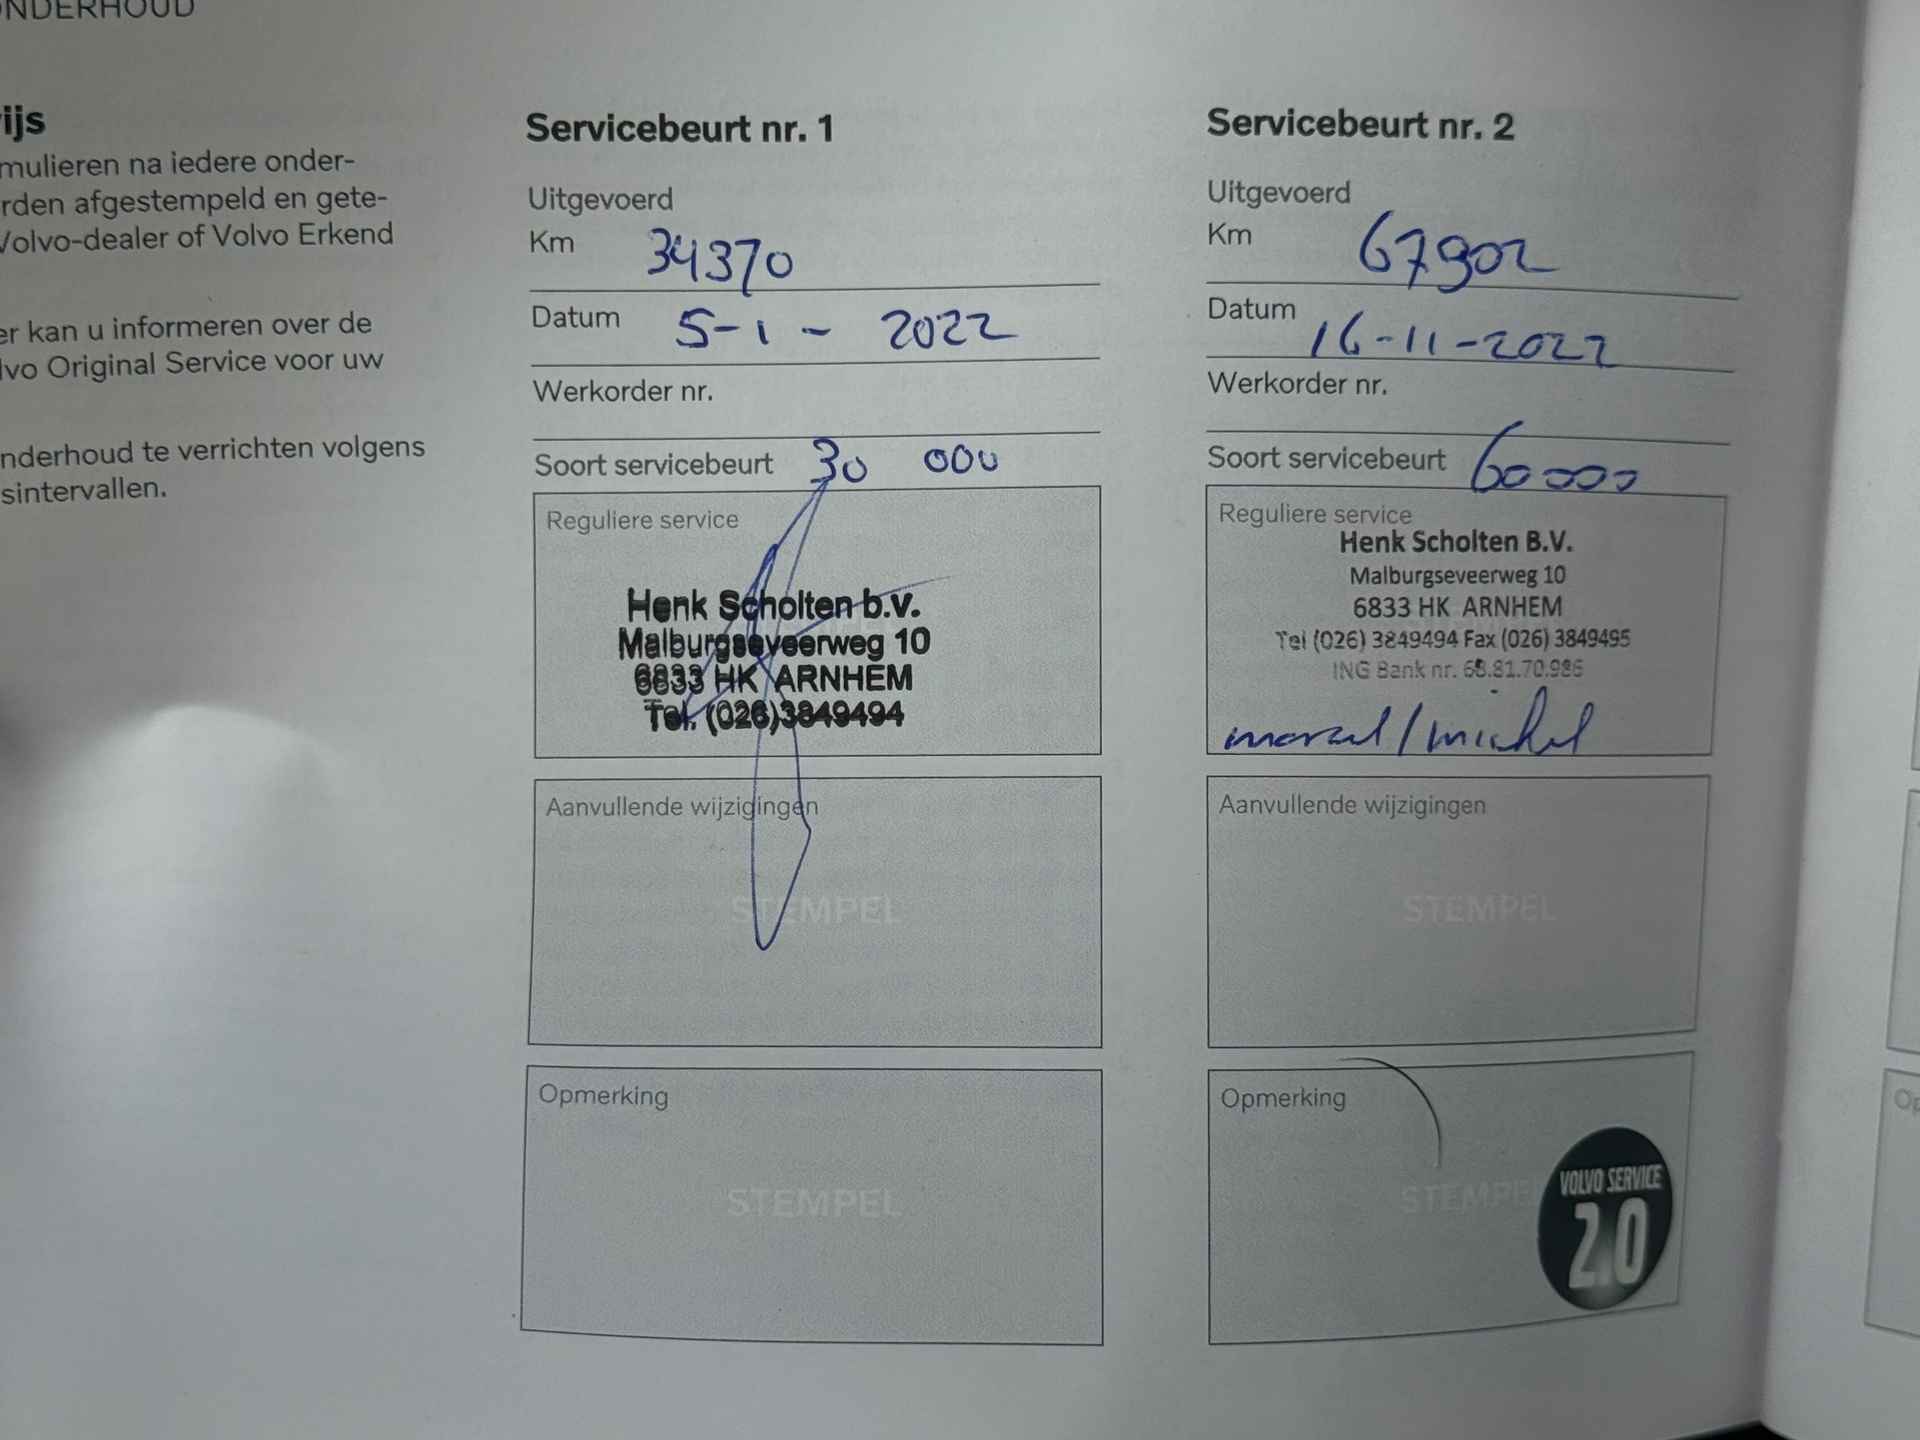 ONDERHOUD
ijs
mulieren na iedere onder-
rden afgestempeld en gete-
Volvo-dealer of Volvo Erkend
er kan u informeren over de
lvo Original Service voor uw
nderhoud te verrichten volgens
sintervallen.
Servicebeurt nr. 1
Uitgevoerd
Km 34370
Datum 5-1-2022
Werkorder nr.
Soort servicebeurt 30 000
Reguliere service
Henk Scholten b.v.
Malburgseveerweg 10
6833 HK ARNHEM
Tel. (026)3849494
Aanvullende wijzigingen
STEMPEL
Opmerking
STEMPEL
Servicebeurt nr. 2
Uitgevoerd
Km 67902
Datum 16-11-2022
Werkorder nr.
Soort servicebeurt 60000
Reguliere service
Henk Scholten B.V.
Malburgseveerweg 10
6833 HK ARNHEM
Tel (026) 3849494 Fax (026) 3849495
ING Bank nr. 68.81.70.986
marcel/michel
Aanvullende wijzigingen
STEMPEL
Opmerking
STEMPE
VOLVO SERVICE
2.0
Op